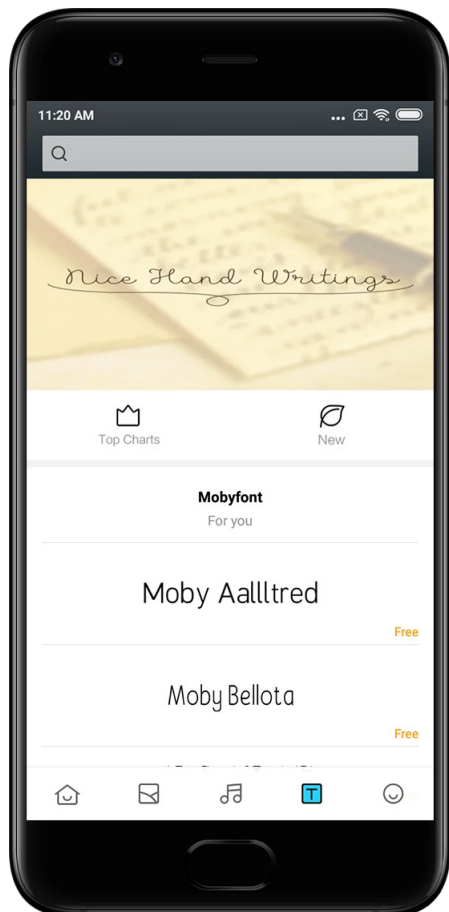 11:20 AM
Nice Hand Writings
Top Charts
New
Mobyfont
For you
Moby Aallltred
Free
Moby Bellota
Free
T